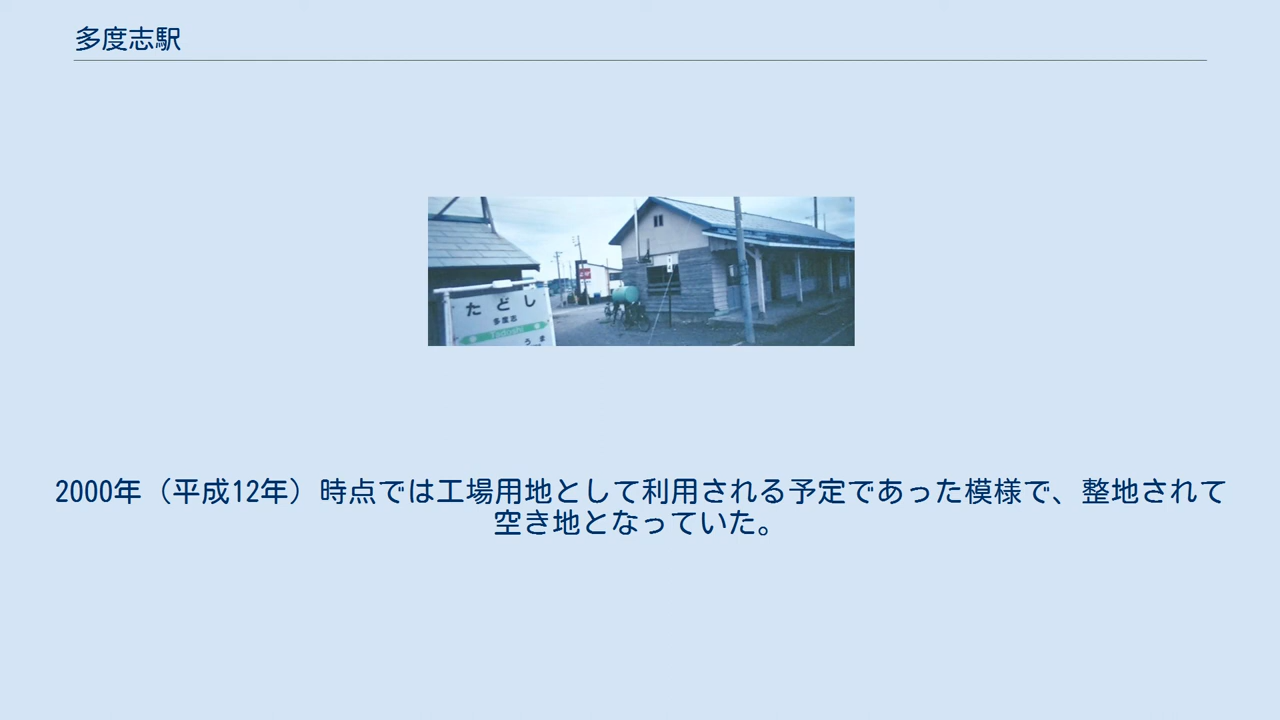 多度志駅
たどし
多度志
Tadoshi
うま
2000年（平成12年）時点では工場用地として利用される予定であった模様で、整地されて
空き地となっていた。